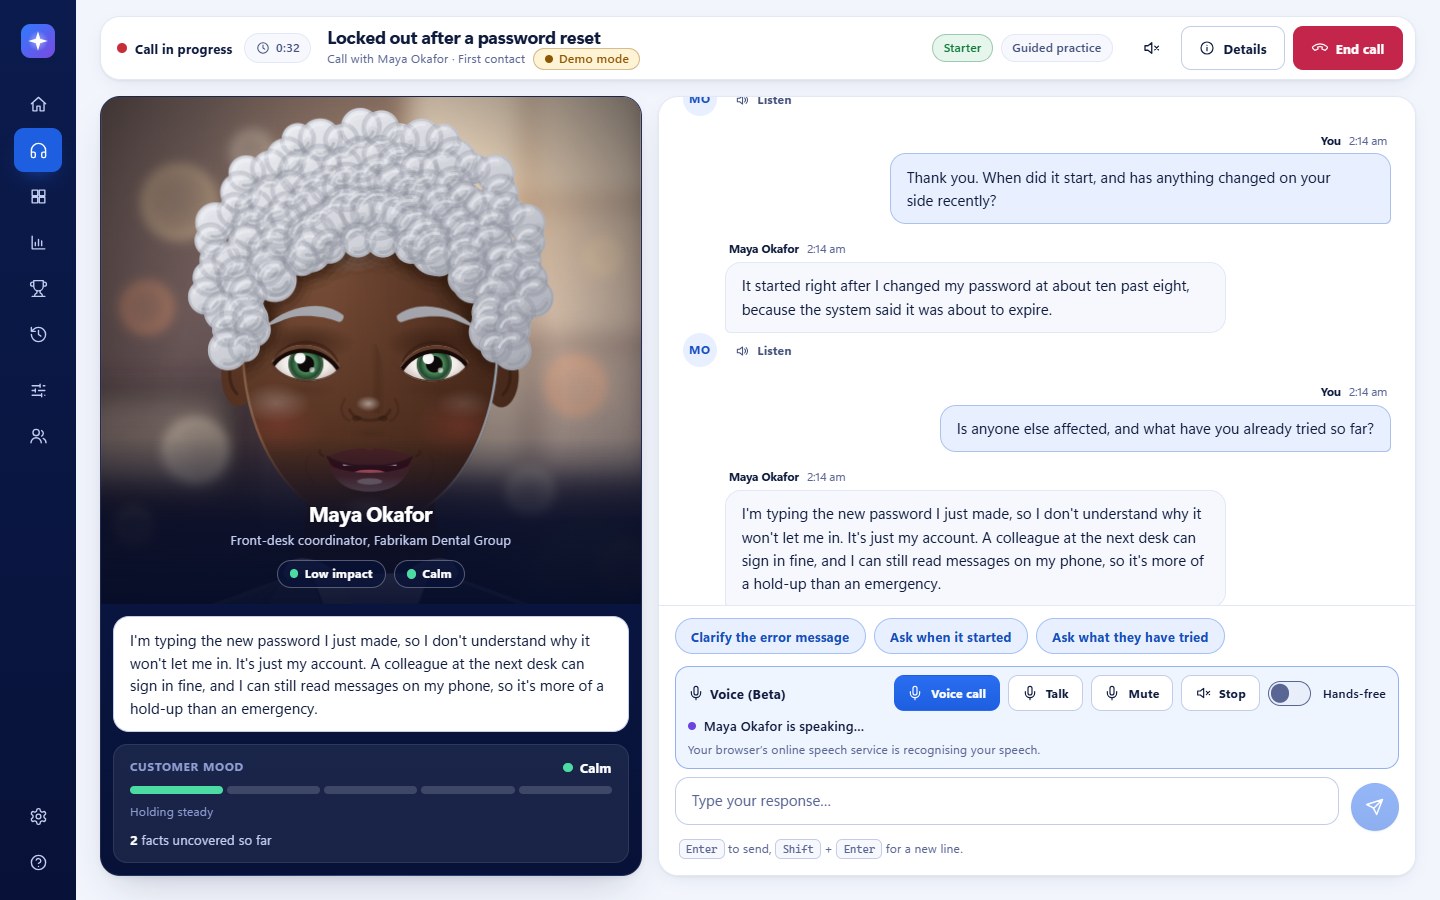 Call in progress
0:32
Locked out after a password reset
Call with Maya Okafor · First contact
Demo mode
Starter
Guided practice
Details
End call
Maya Okafor
Front-desk coordinator, Fabrikam Dental Group
Low impact
Calm
I'm typing the new password I just made, so I don't understand why it
won't let me in. It's just my account. A colleague at the next desk can
sign in fine, and I can still read messages on my phone, so it's more of a
hold-up than an emergency.
CUSTOMER MOOD
Calm
Holding steady
2 facts uncovered so far
MO
Listen
You 2:14 am
Thank you. When did it start, and has anything changed on your
side recently?
Maya Okafor 2:14 am
It started right after I changed my password at about ten past eight,
because the system said it was about to expire.
MO
Listen
You 2:14 am
Is anyone else affected, and what have you already tried so far?
Maya Okafor 2:14 am
I'm typing the new password I just made, so I don't understand why it
won't let me in. It's just my account. A colleague at the next desk can
sign in fine, and I can still read messages on my phone, so it's more of
a hold-up than an emergency.
Clarify the error message
Ask when it started
Ask what they have tried
Voice (Beta)
Voice call
Talk
Mute
Stop
Hands-free
Maya Okafor is speaking...
Your browser's online speech service is recognising your speech.
Type your response...
Enter to send, Shift + Enter for a new line.